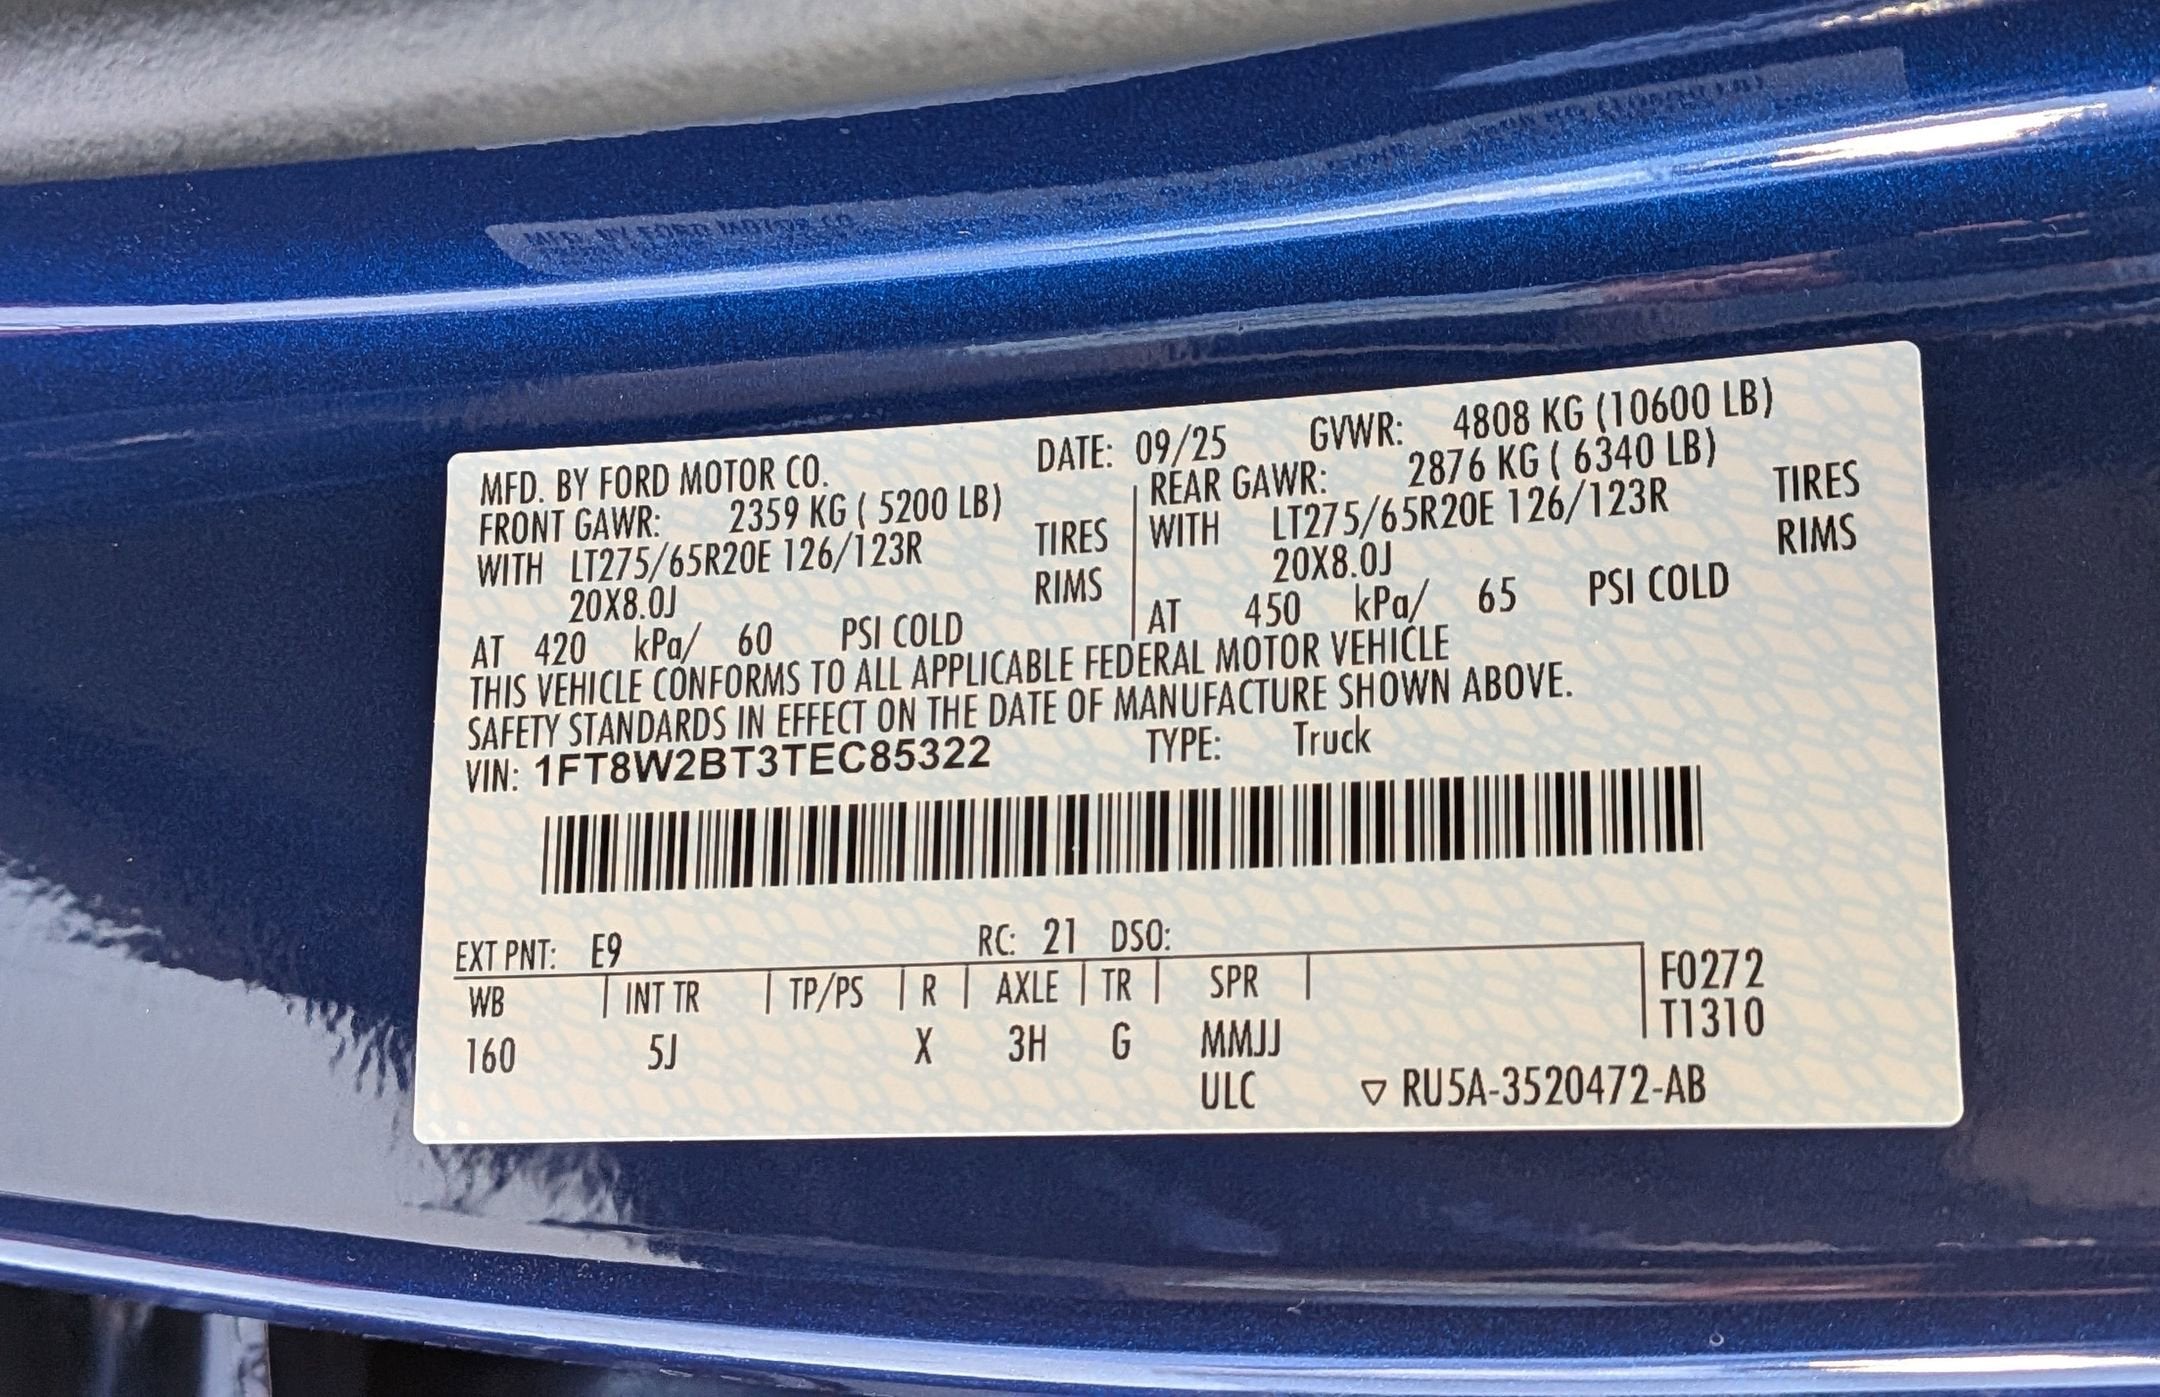 MFD. BY FORD MOTOR CO. DATE: 09/25 GVWR: 4808 KG (10600 LB)
FRONT GAWR: 2359 KG ( 5200 LB) REAR GAWR: 2876 KG ( 6340 LB)
WITH LT275/65R20E 126/123R TIRES WITH LT275/65R20E 126/123R TIRES
20X8.0J RIMS 20X8.0J RIMS
AT 420 kPa/ 60 PSI COLD AT 450 kPa/ 65 PSI COLD
THIS VEHICLE CONFORMS TO ALL APPLICABLE FEDERAL MOTOR VEHICLE
SAFETY STANDARDS IN EFFECT ON THE DATE OF MANUFACTURE SHOWN ABOVE.
VIN: 1FT8W2BT3TEC85322 TYPE: Truck
EXT PNT: E9 RC: 21 DSO:
WB INT TR TP/PS R AXLE TR SPR F0272
160 5J X 3H G MMJJ T1310
ULC ▽ RU5A-3520472-AB